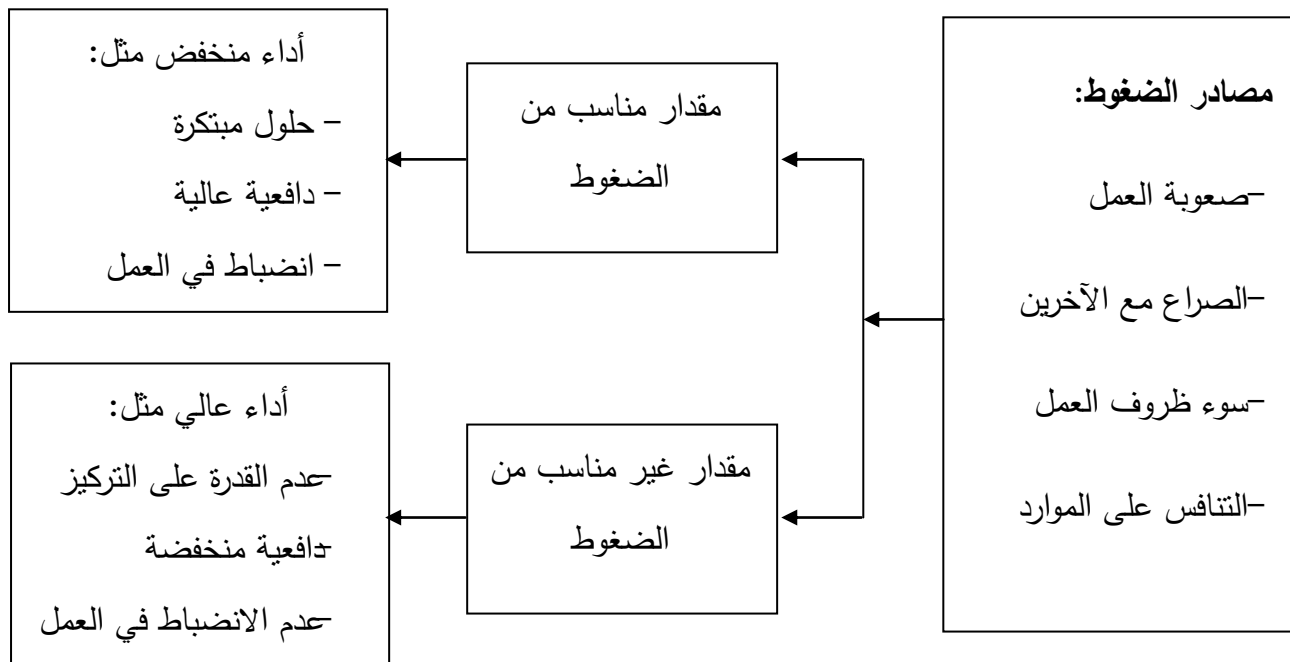 مصادر الضغوط:
-صعوبة العمل
-الصراع مع الآخرين
-سوء ظروف العمل
-التنافس على الموارد
مقدار مناسب من
الضغوط
أداء منخفض مثل:
- حلول مبتكرة
- دافعية عالية
- انضباط في العمل
مقدار غير مناسب من
الضغوط
أداء عالي مثل:
-عدم القدرة على التركيز
-دافعية منخفضة
-عدم الانضباط في العمل